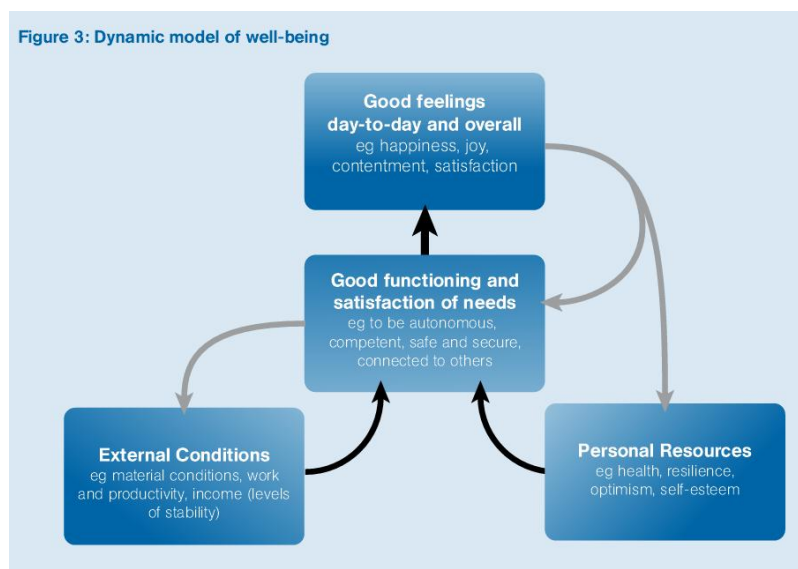 Figure 3: Dynamic model of well-being
Good feelings
day-to-day and overall
eg happiness, joy,
contentment, satisfaction
Good functioning and
satisfaction of needs
eg to be autonomous,
competent, safe and secure,
connected to others
External Conditions
eg material conditions, work
and productivity, income (levels
of stability)
Personal Resources
eg health, resilience,
optimism, self-esteem